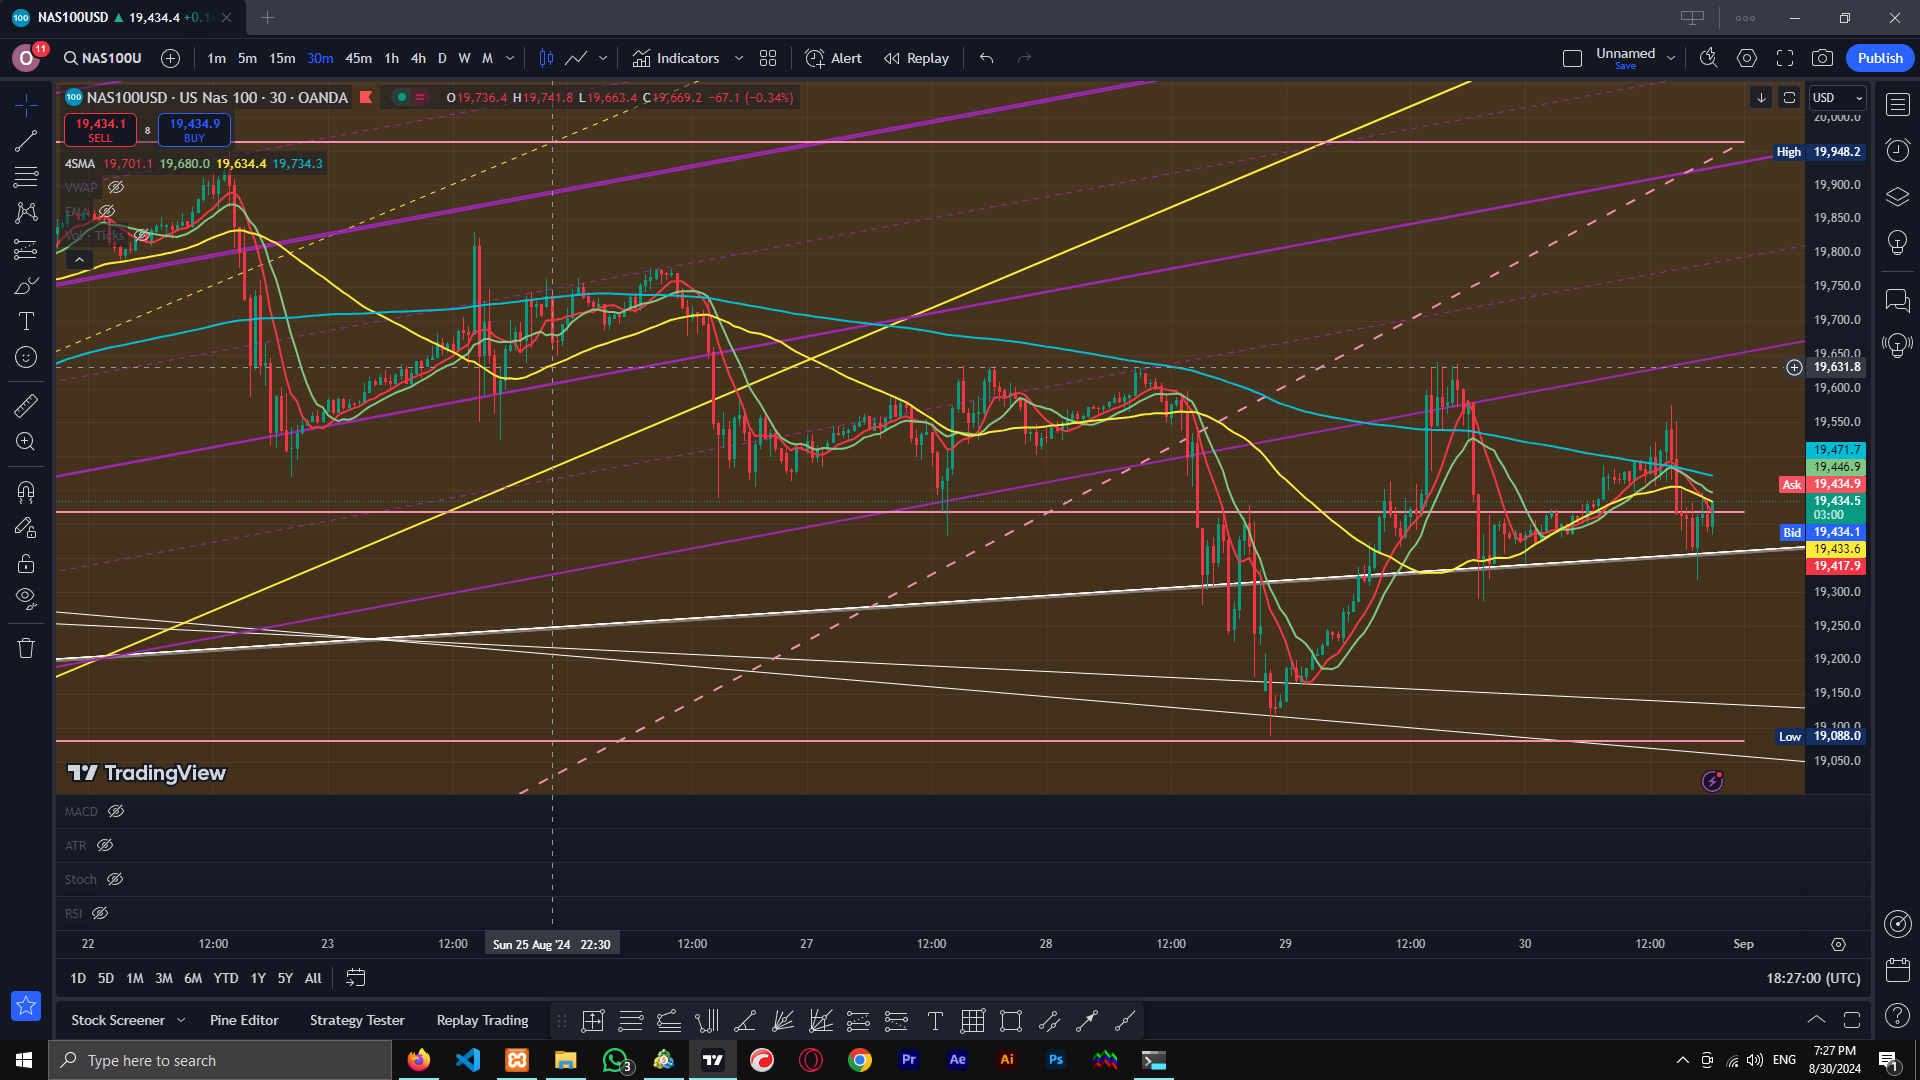 NAS100USD ▲ 19,434.4 +0.1
O 11 NAS100U 1m 5m 15m 30m 45m 1h 4h D W M Indicators Alert Replay Unnamed Save Publish
100 NAS100USD · US Nas 100 · 30 · OANDA O19,736.4 H19,741.8 L19,663.4 C19,669.2 −67.1 (−0.34%) USD
19,434.1 SELL 8 19,434.9 BUY
4SMA 19,701.1 19,680.0 19,634.4 19,734.3
VWAP
EMA
Vol · Ticks
20,000.0
High 19,948.2
19,900.0
19,850.0
19,800.0
19,750.0
19,700.0
19,650.0
19,631.8
19,600.0
19,550.0
19,471.7
19,446.9
Ask 19,434.9
19,434.5
03:00
Bid 19,434.1
19,433.6
19,417.9
19,300.0
19,250.0
19,200.0
19,150.0
19,100.0
Low 19,088.0
19,050.0
TradingView
MACD
ATR
Stoch
RSI
22 12:00 23 12:00 Sun 25 Aug '24 22:30 12:00 27 12:00 28 12:00 29 12:00 30 12:00 Sep
1D 5D 1M 3M 6M YTD 1Y 5Y All 18:27:00 (UTC)
Stock Screener Pine Editor Strategy Tester Replay Trading
Type here to search 3 Pr Ae Ai Ps ENG 7:27 PM
8/30/2024 1